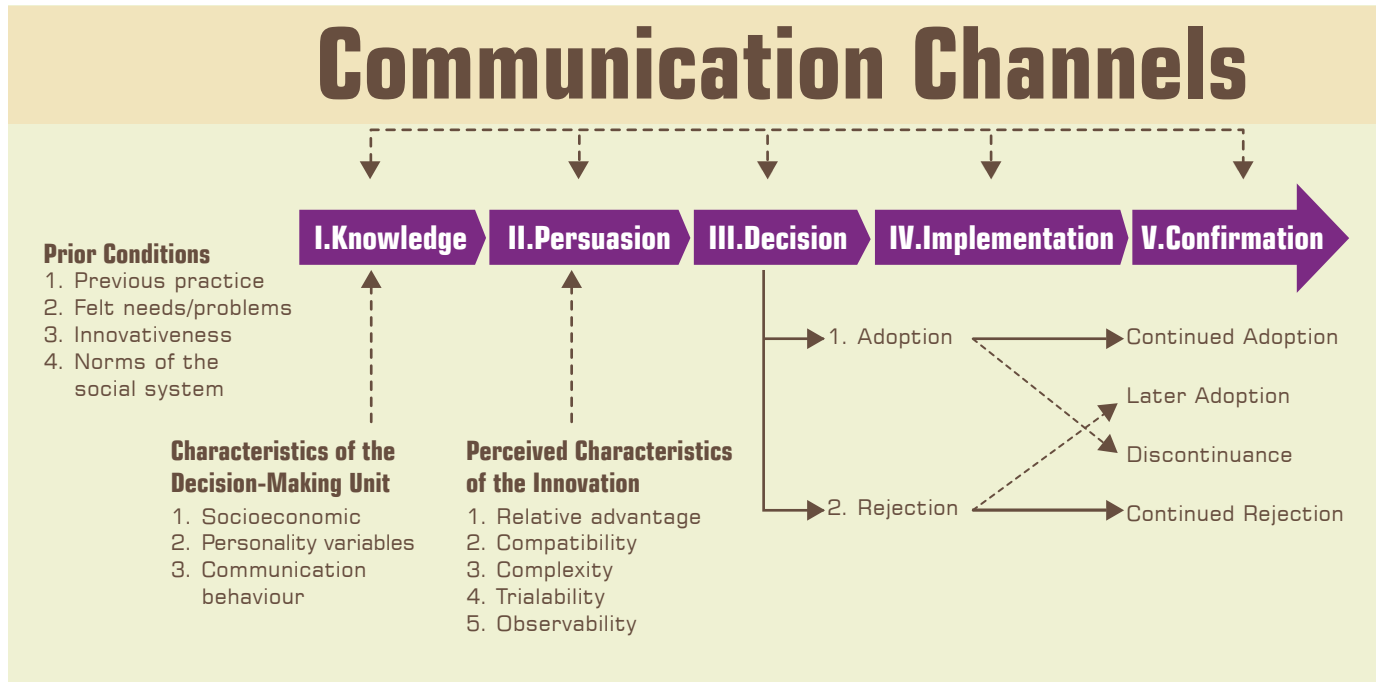 Communication Channels
I.Knowledge
II.Persuasion
III.Decision
IV.Implementation
V.Confirmation
Prior Conditions
1. Previous practice
2. Felt needs/problems
3. Innovativeness
4. Norms of the
social system
Characteristics of the
Decision-Making Unit
1. Socioeconomic
2. Personality variables
3. Communication
behaviour
Perceived Characteristics
of the Innovation
1. Relative advantage
2. Compatibility
3. Complexity
4. Trialability
5. Observability
1. Adoption
2. Rejection
Continued Adoption
Later Adoption
Discontinuance
Continued Rejection